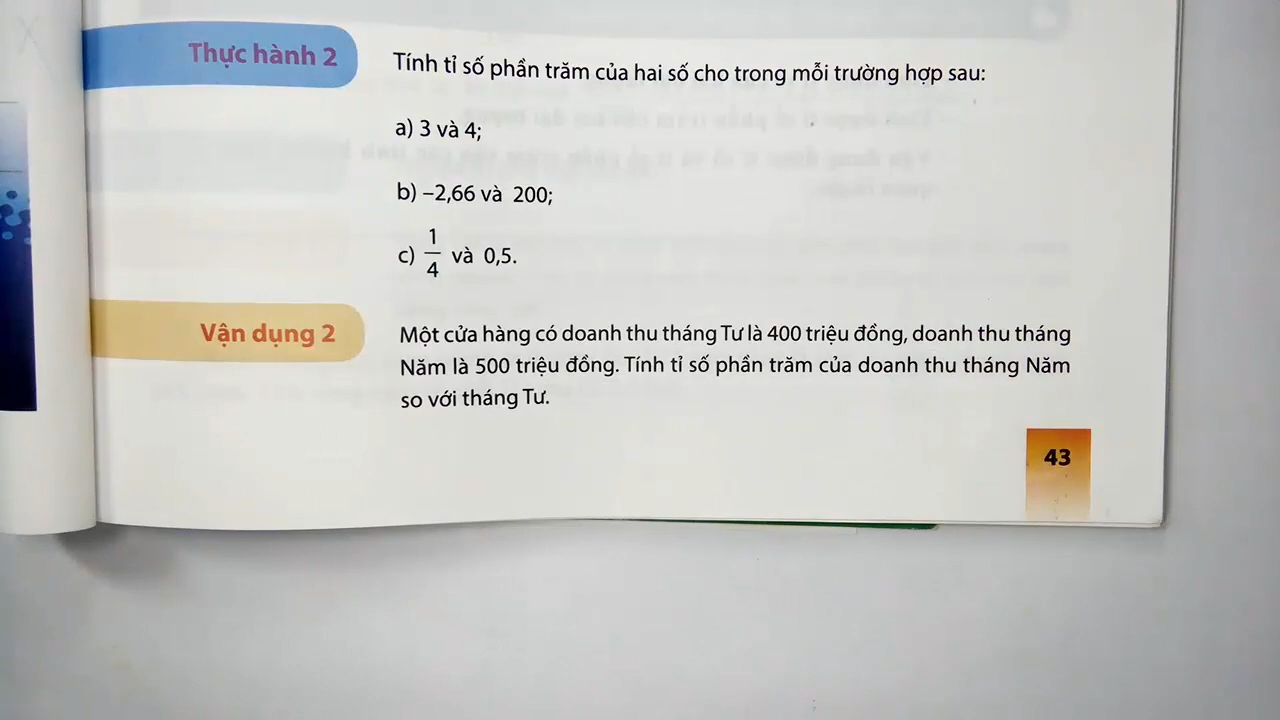 Thực hành 2
Tính tỉ số phần trăm của hai số cho trong mỗi trường hợp sau:
a) 3 và 4;
b) –2,66 và 200;
c) 1/4 và 0,5.
Vận dụng 2
Một cửa hàng có doanh thu tháng Tư là 400 triệu đồng, doanh thu tháng
Năm là 500 triệu đồng. Tính tỉ số phần trăm của doanh thu tháng Năm
so với tháng Tư.
43